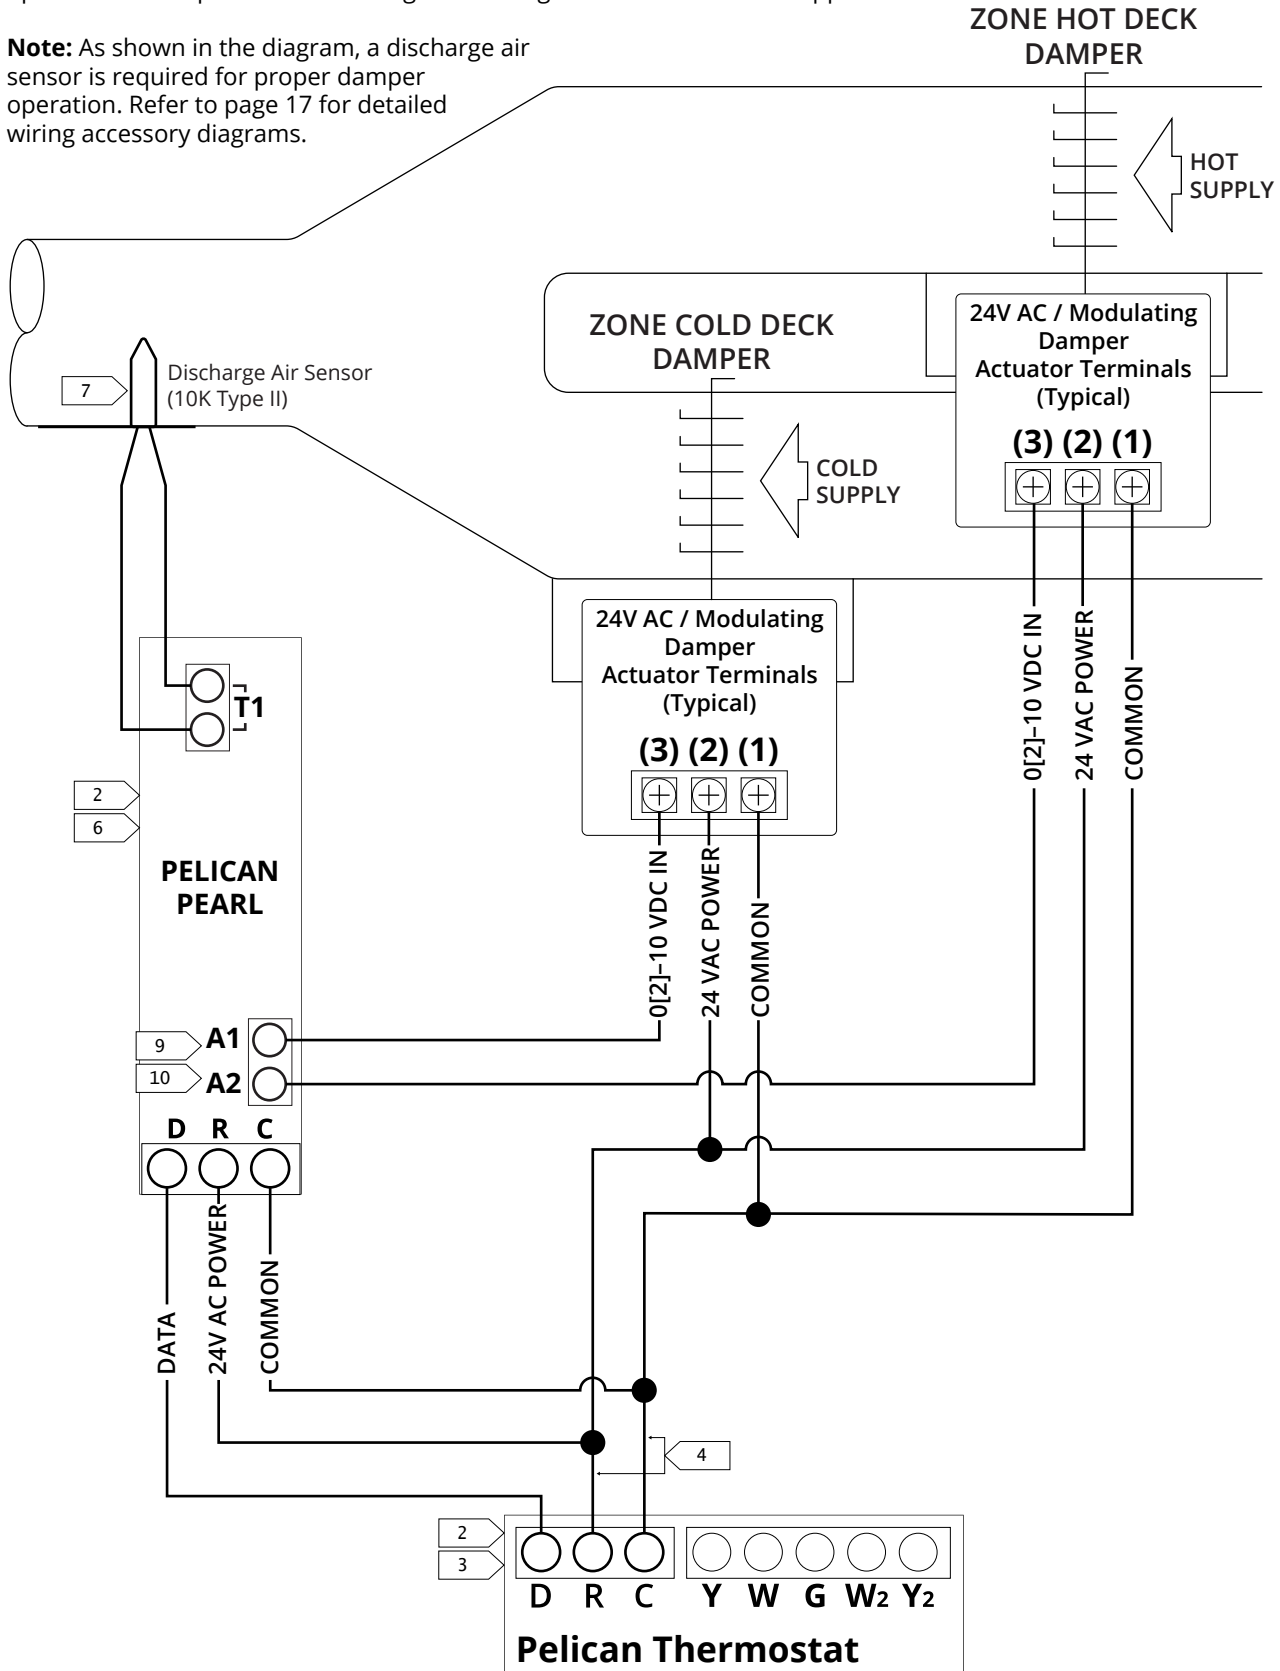 ZONE HOT DECK
DAMPER
Note: As shown in the diagram, a discharge air
sensor is required for proper damper
operation. Refer to page 17 for detailed
wiring accessory diagrams.
HOT
SUPPLY
24V AC / Modulating
Damper
Actuator Terminals
(Typical)
(3) (2) (1)
ZONE COLD DECK
DAMPER
7
Discharge Air Sensor
(10K Type II)
COLD
SUPPLY
24V AC / Modulating
Damper
Actuator Terminals
(Typical)
(3) (2) (1)
0[2]–10 VDC IN
24 VAC POWER
COMMON
T1
2
6
PELICAN
PEARL
0[2]–10 VDC IN
24 VAC POWER
COMMON
9
A1
10
A2
D R C
DATA
24V AC POWER
COMMON
4
2
3
D R C Y W G W2 Y2
Pelican Thermostat